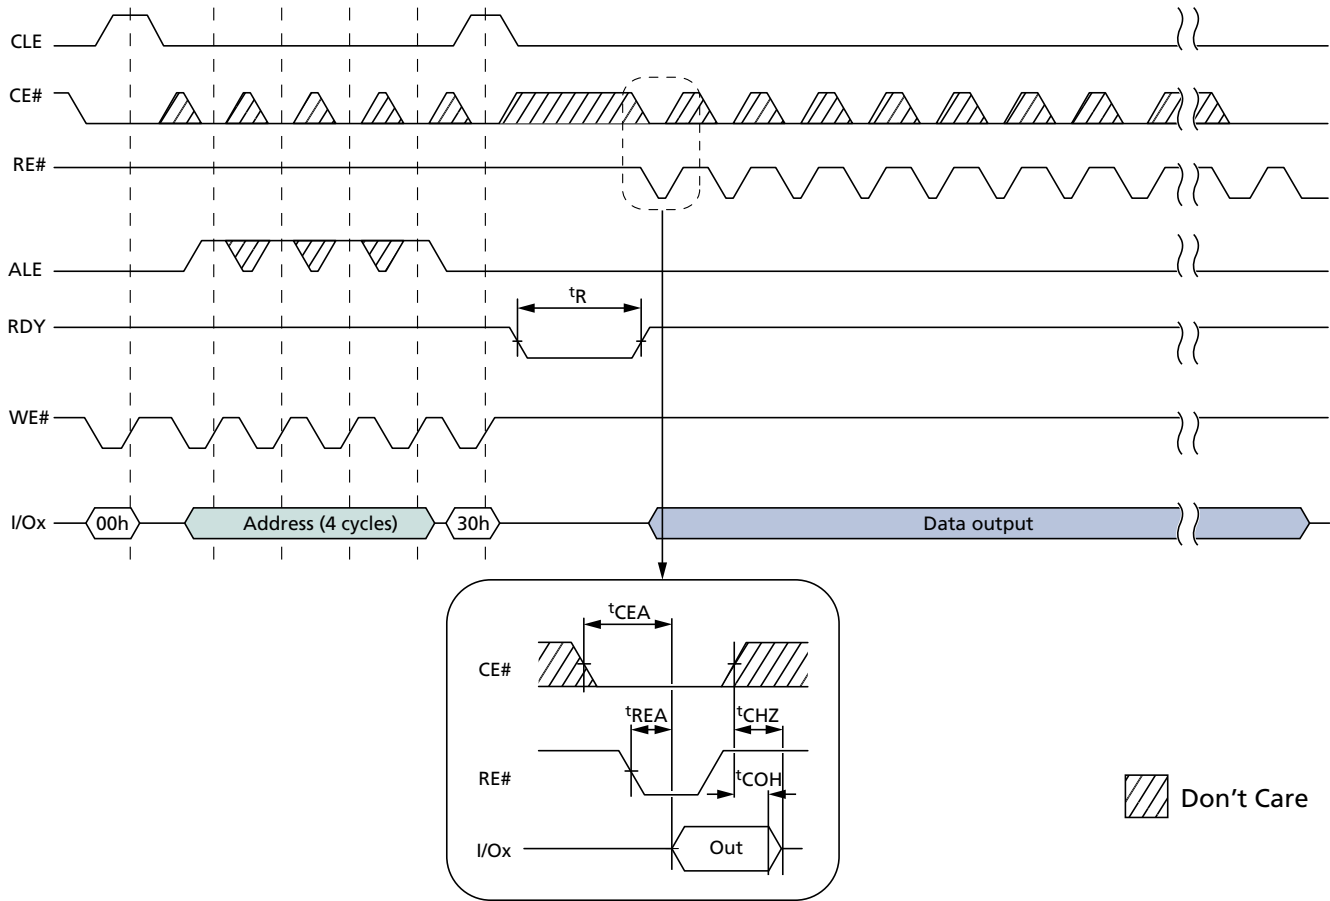 CLE
CE#
RE#
ALE
tR
RDY
WE#
I/Ox
00h
Address (4 cycles)
30h
Data output
tCEA
CE#
tREA
tCHZ
RE#
tCOH
I/Ox
Out
Don't Care